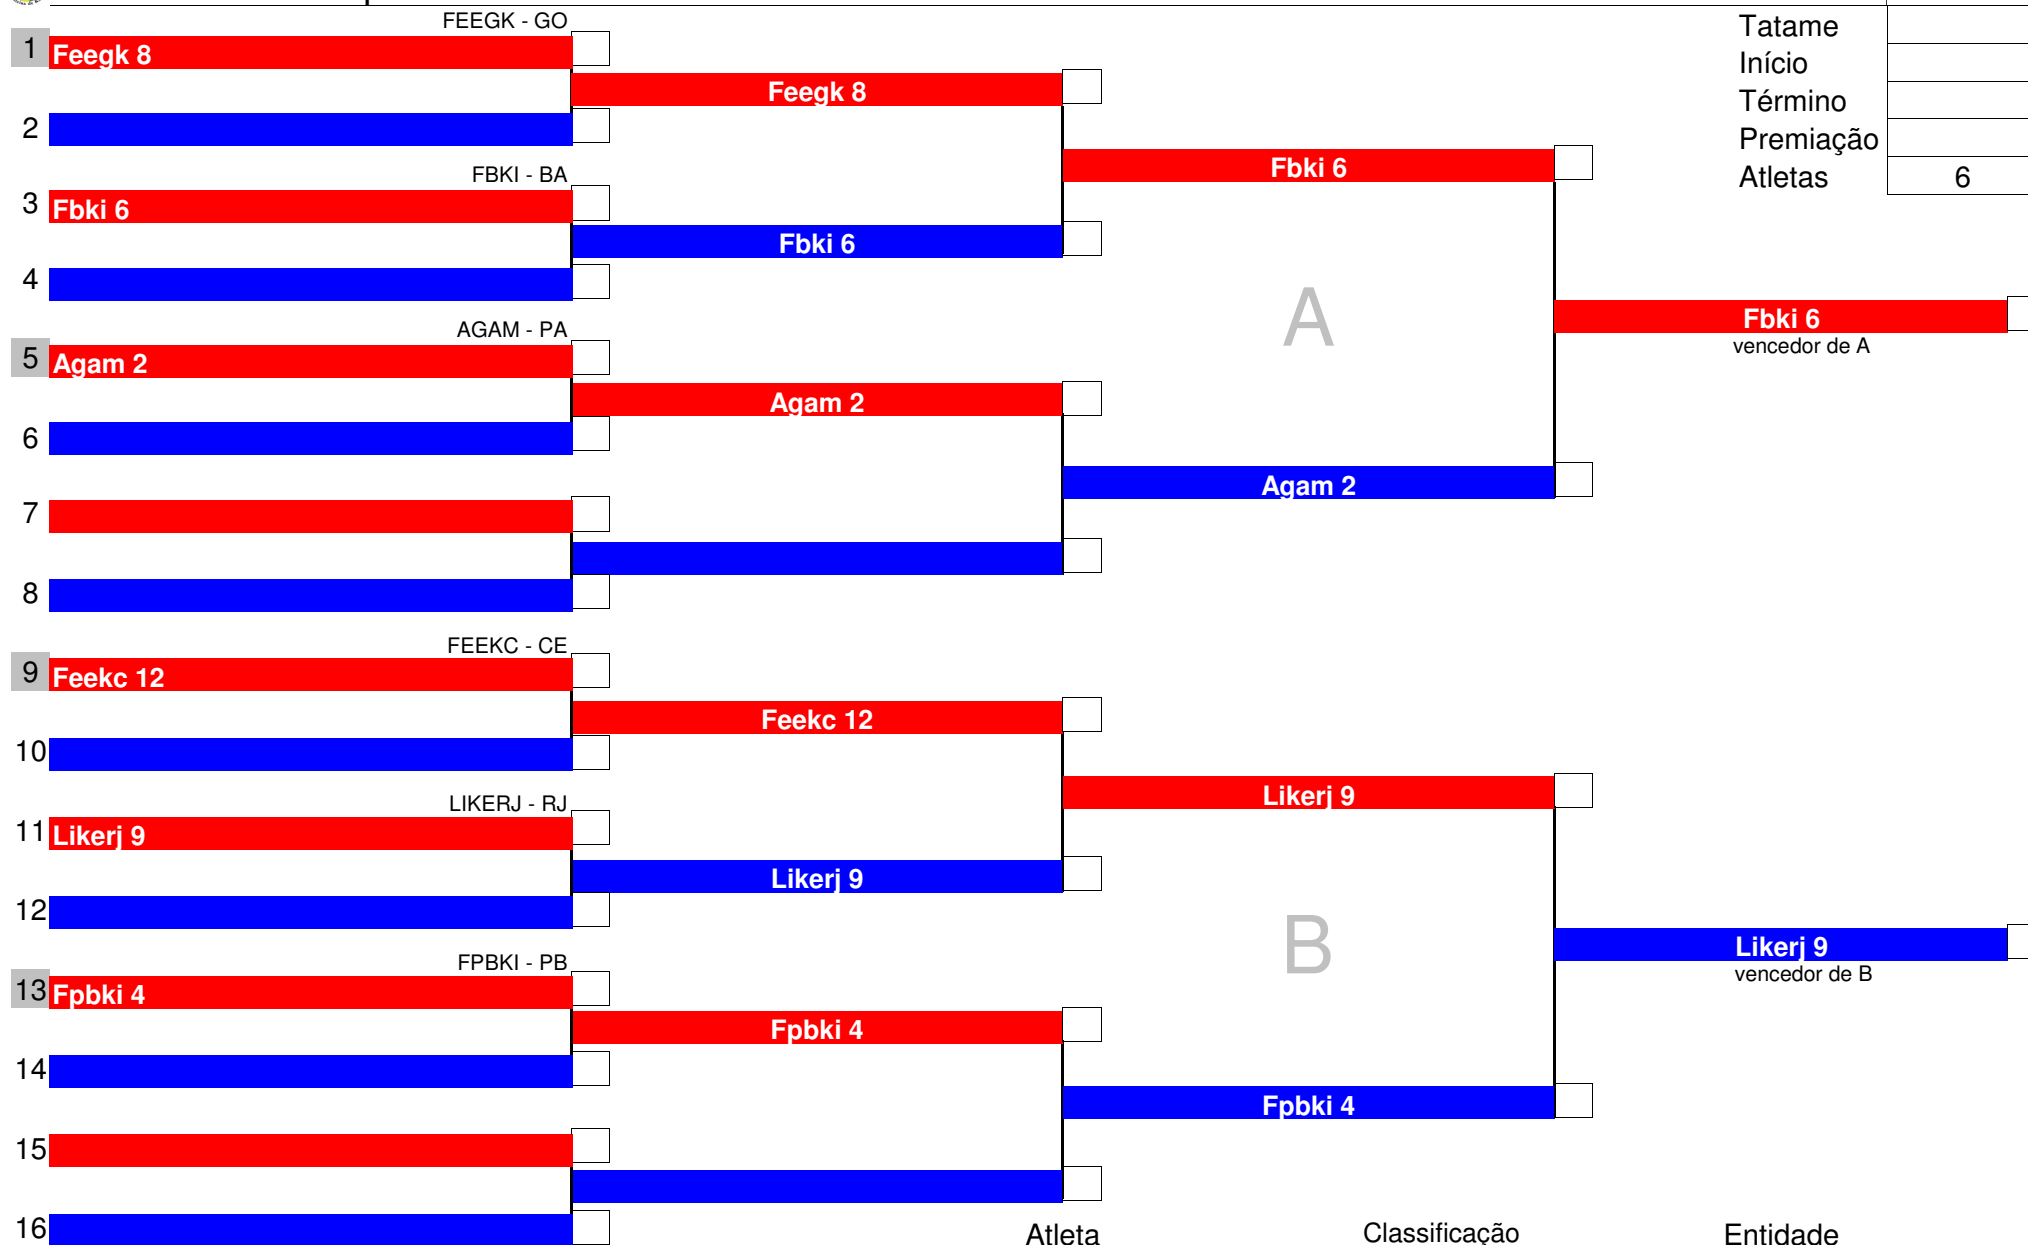 FEEGK - GO
Tatame
1 Feegk 8
Início
Feegk 8
Término
2
Premiação
FBKI - BA
Fbki 6
Atletas 6
3 Fbki 6
Fbki 6
4
A
Fbki 6
AGAM - PA
vencedor de A
5 Agam 2
Agam 2
6
Agam 2
7
8
FEEKC - CE
9 Feekc 12
Feekc 12
10
Likerj 9
LIKERJ - RJ
11 Likerj 9
Likerj 9
12
B
Likerj 9
FPBKI - PB
vencedor de B
13 Fpbki 4
Fpbki 4
14
Fpbki 4
15
16
Atleta Classificação Entidade